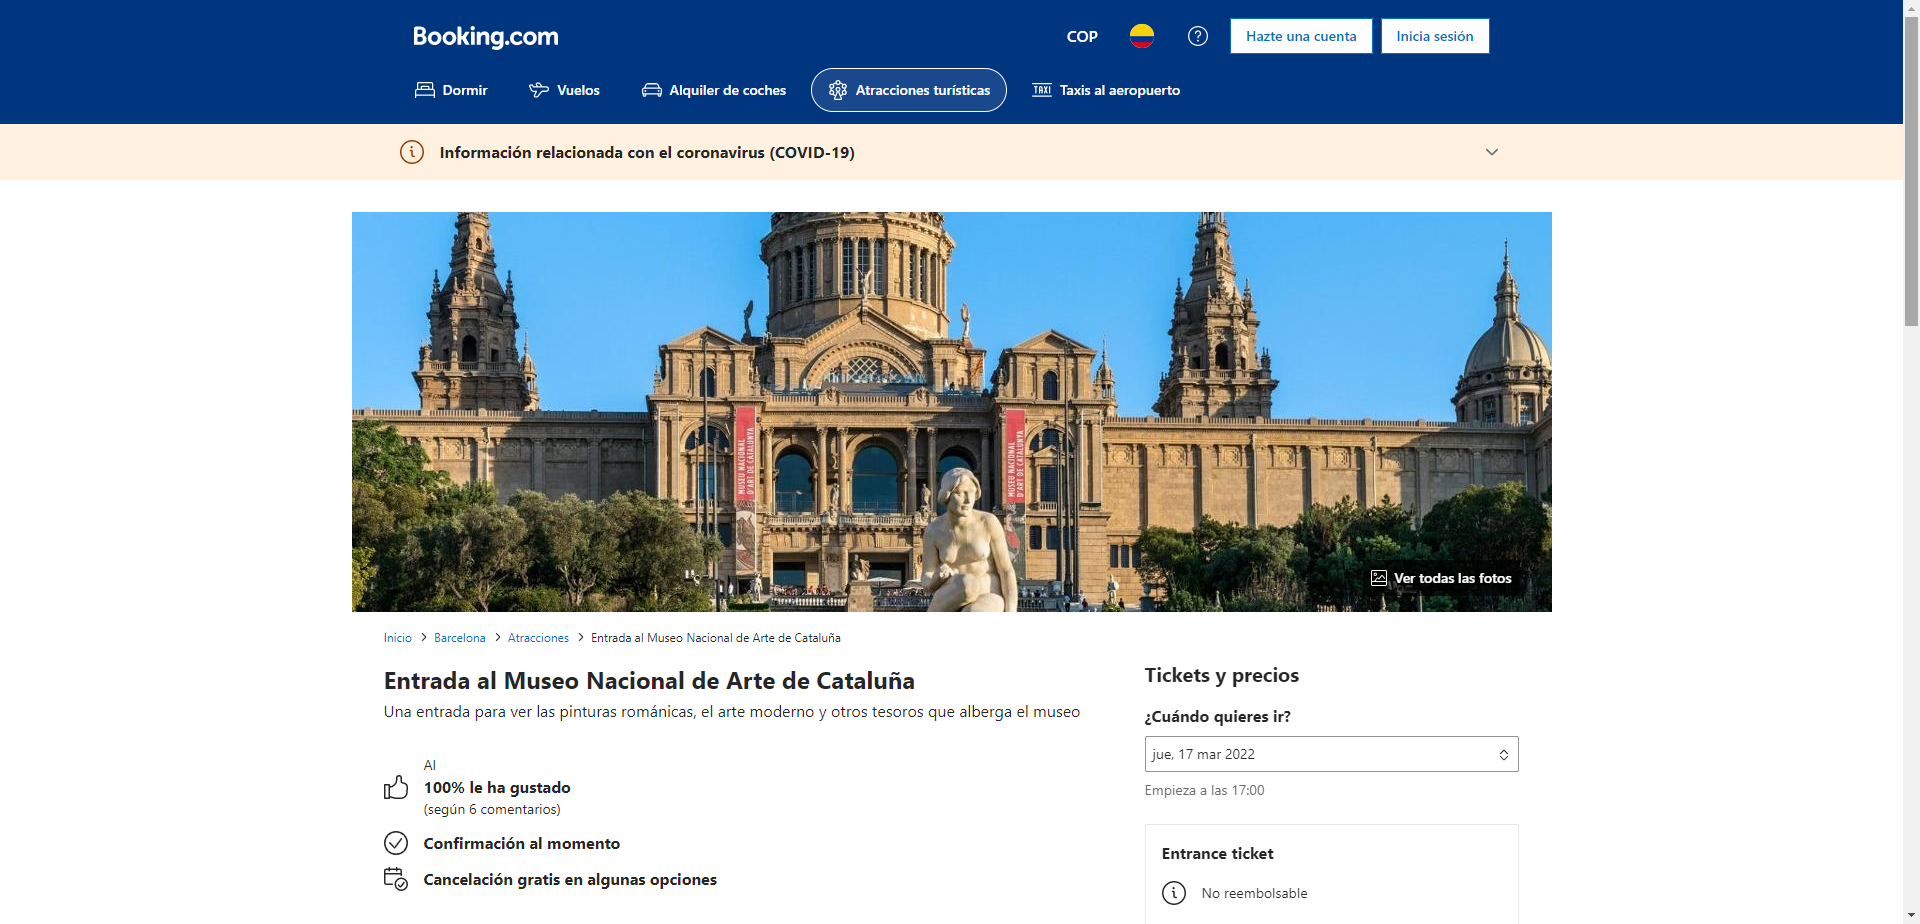 Booking.com
COP
Hazte una cuenta
Inicia sesión
Dormir
Vuelos
Alquiler de coches
Atracciones turísticas
TAXI
Taxis al aeropuerto
Información relacionada con el coronavirus (COVID-19)
MUSEU NACIONAL
D'ART DE CATALUNYA
MUSEU NACIONAL
D'ART DE CATALUNYA
Ver todas las fotos
Inicio > Barcelona > Atracciones > Entrada al Museo Nacional de Arte de Cataluña
Entrada al Museo Nacional de Arte de Cataluña
Una entrada para ver las pinturas románicas, el arte moderno y otros tesoros que alberga el museo
Al
100% le ha gustado
(según 6 comentarios)
Confirmación al momento
Cancelación gratis en algunas opciones
Tickets y precios
¿Cuándo quieres ir?
jue, 17 mar 2022
Empieza a las 17:00
Entrance ticket
No reembolsable